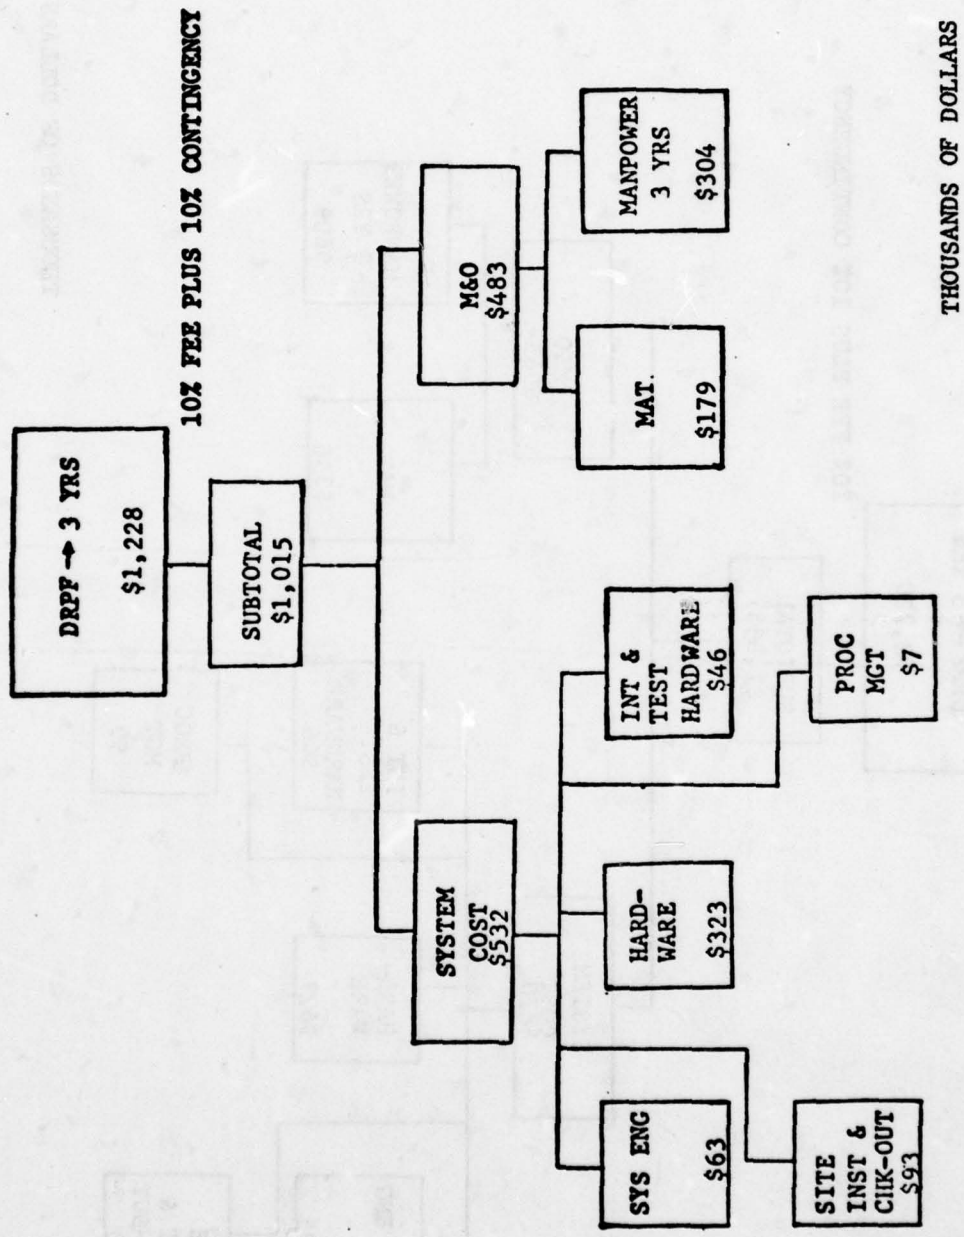 DRPF → 3 YRS
$1,228
10% FEE PLUS 10% CONTINGENCY
SUBTOTAL
$1,015
SYSTEM
COST
$532
M&O
$483
SYS ENG
$63
HARD-
WARE
$323
INT &
TEST
HARDWARE
$46
MAT.
$179
MANPOWER
3 YRS
$304
SITE
INST &
CHK-OUT
$93
PROC
MGT
$7
THOUSANDS OF DOLLARS